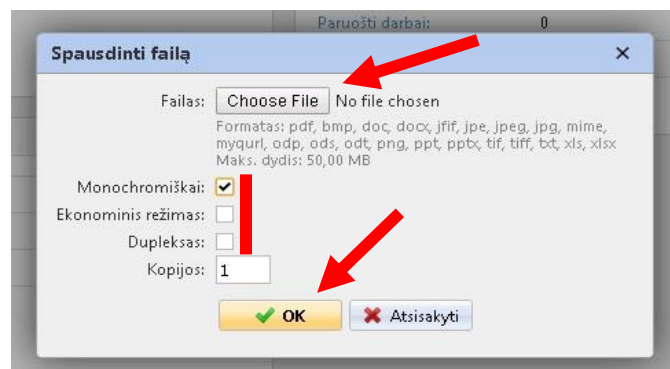 Paruošti darbai: 0
Spausdinti failą
Failas: Choose File No file chosen
Formatas: pdf, bmp, doc, docx, jfif, jpe, jpeg, jpg, mime,
myqurl, odp, ods, odt, png, ppt, pptx, tif, tiff, txt, xls, xlsx
Maks. dydis: 50,00 MB
Monochromiškai:
Ekonominis režimas:
Dupleksas:
Kopijos: 1
OK Atsisakyti